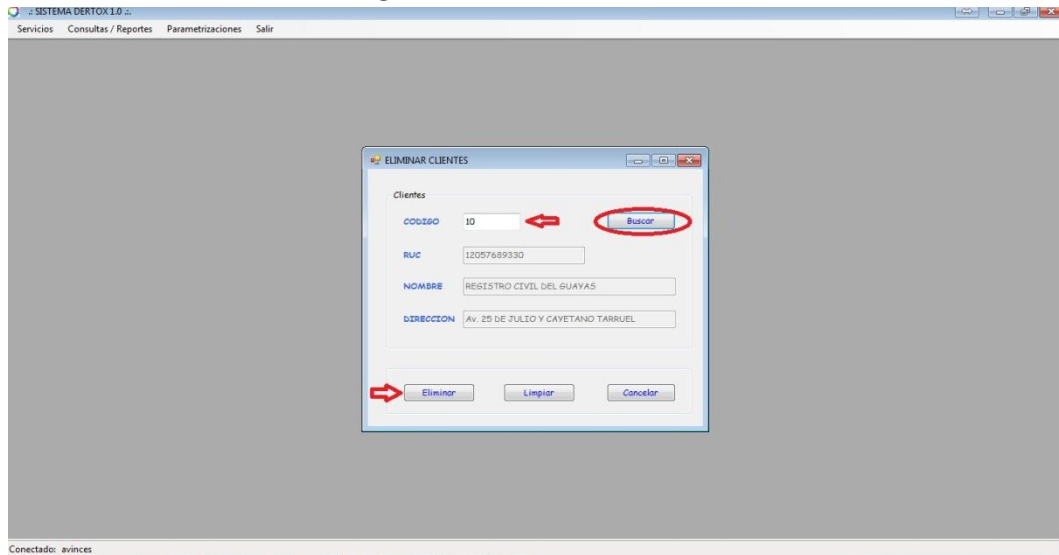 .: SISTEMA DERTOX 1.0 .:.
Servicios Consultas / Reportes Parametrizaciones Salir
ELIMINAR CLIENTES
Clientes
CODIGO 10 Buscar
RUC 12057689330
NOMBRE REGISTRO CIVIL DEL GUAYAS
DIRECCION Av. 25 DE JULIO Y CAYETANO TARRUEL
Eliminar Limpiar Cancelar
Conectado: avinces